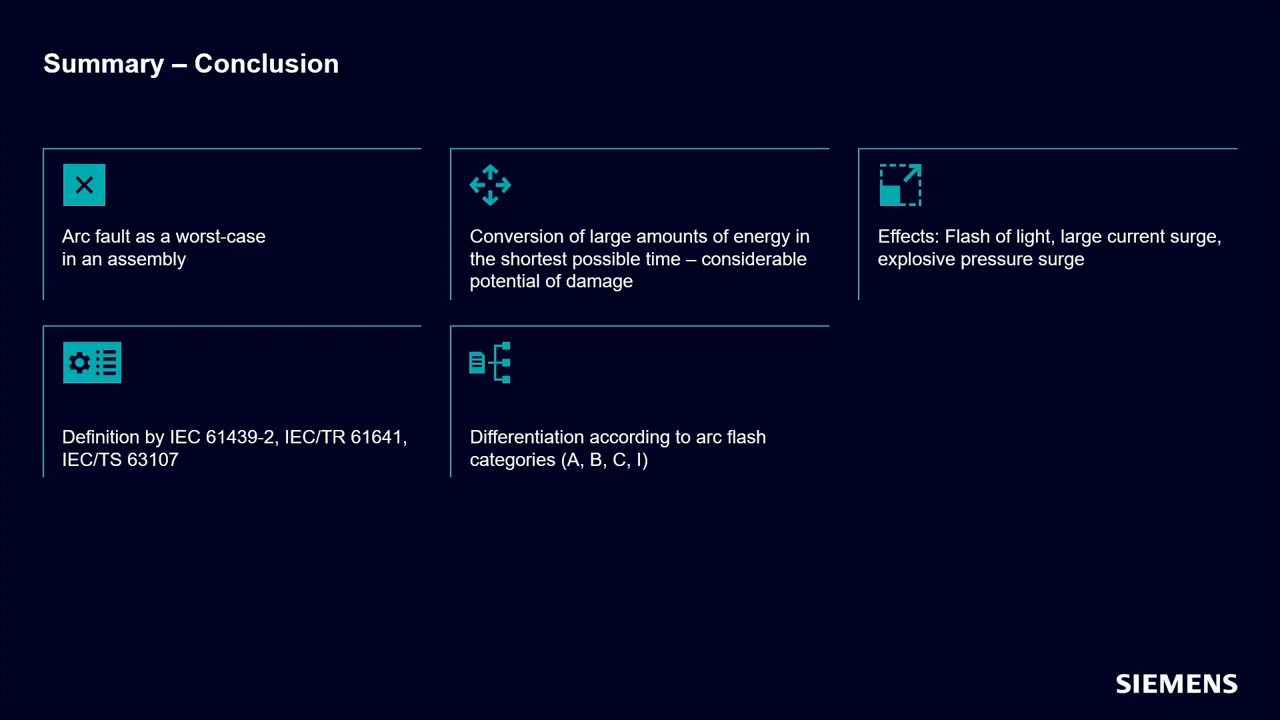 Summary – Conclusion
Arc fault as a worst-case
in an assembly
Conversion of large amounts of energy in
the shortest possible time – considerable
potential of damage
Effects: Flash of light, large current surge,
explosive pressure surge
Definition by IEC 61439-2, IEC/TR 61641,
IEC/TS 63107
Differentiation according to arc flash
categories (A, B, C, I)
SIEMENS